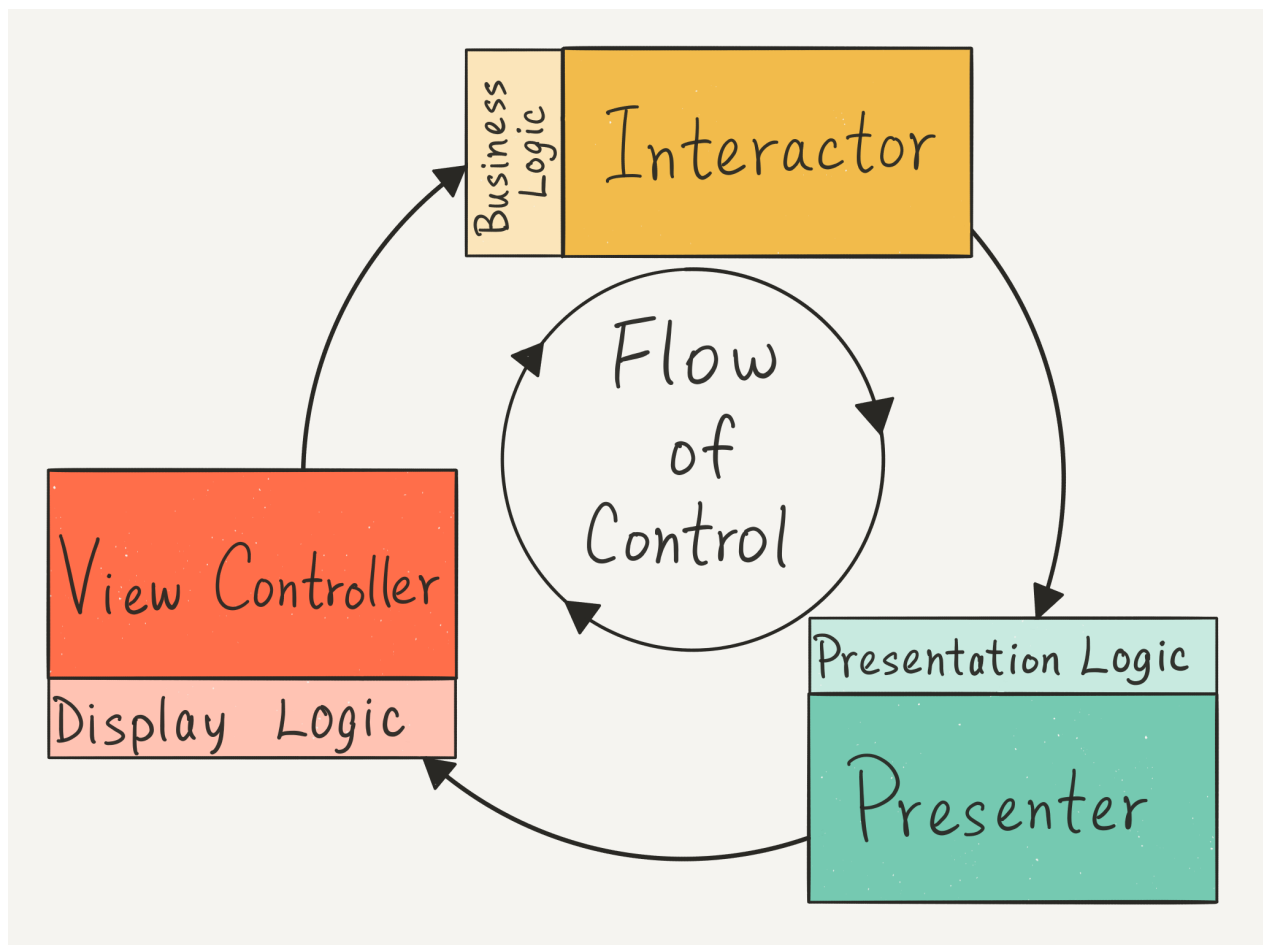 Business
Logic
Interactor
Flow
of
Control
View Controller
Display Logic
Presentation Logic
Presenter